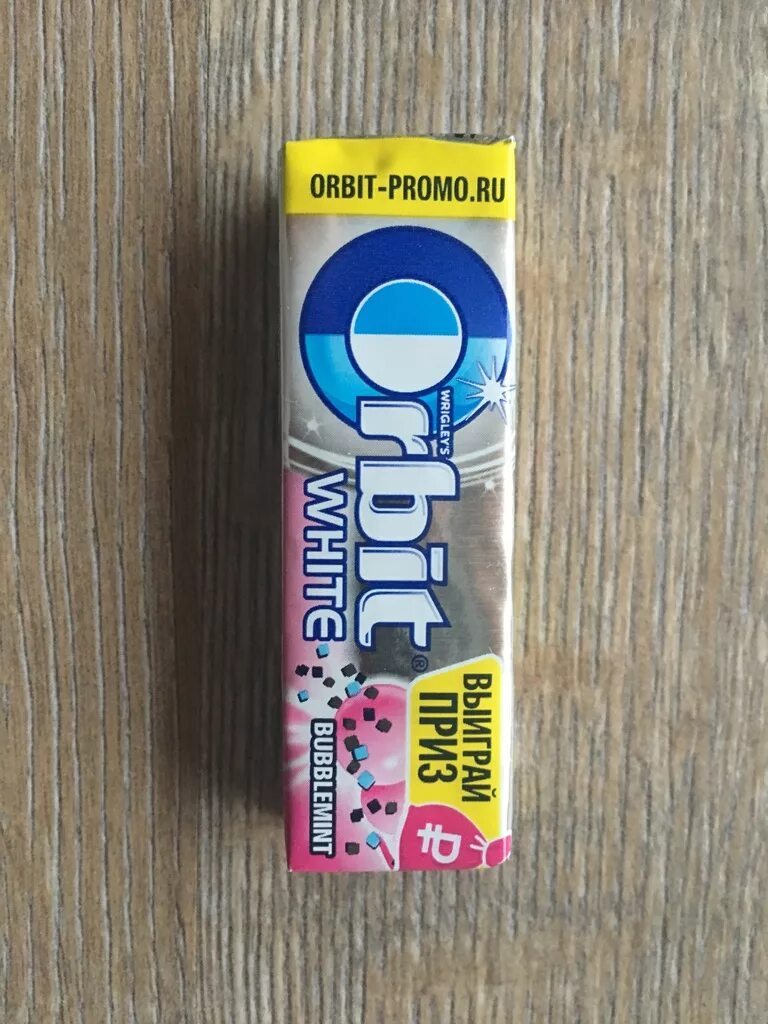 ORBIT-PROMO.RU
WRIGLEY'S
Orbit®
WHITE
BUBBLEMINT
ВЫИГРАЙ
ПРИЗ
₽